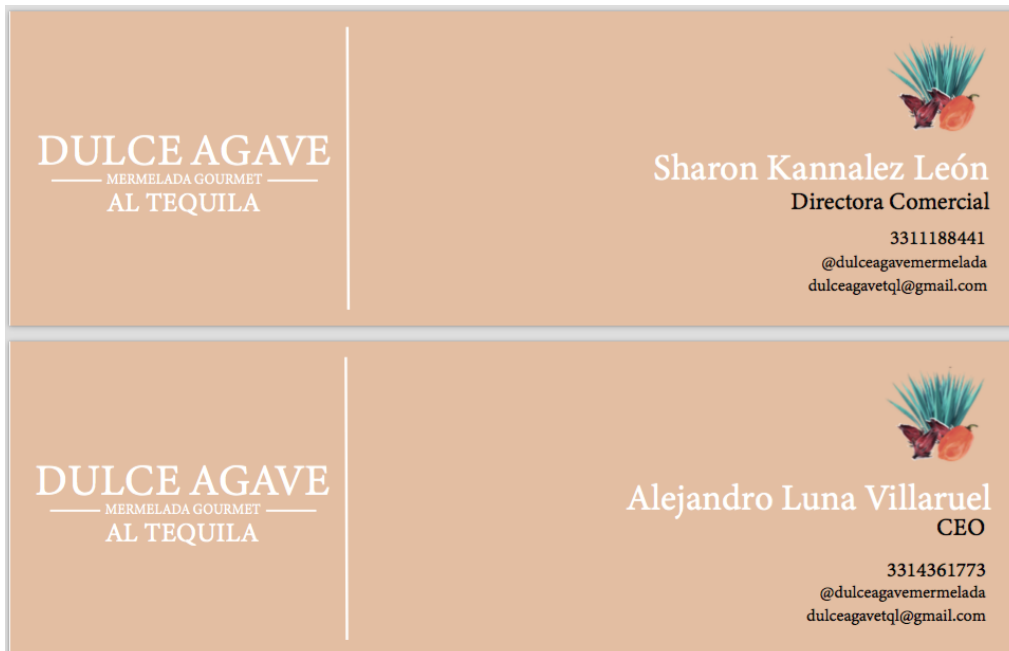 DULCE AGAVE
MERMELADA GOURMET
AL TEQUILA
Sharon Kannalez León
Directora Comercial
3311188441
@dulceagavemermelada
dulceagavetql@gmail.com
DULCE AGAVE
MERMELADA GOURMET
AL TEQUILA
Alejandro Luna Villaruel
CEO
3314361773
@dulceagavemermelada
dulceagavetql@gmail.com